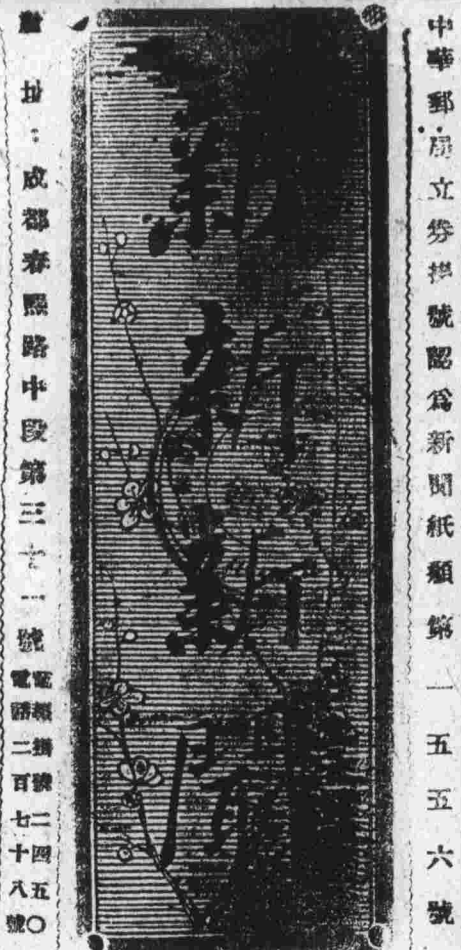 中華郵局立券掛號認為新聞紙類第一五五六號
新新新聞
社址：成都春熙路中段第三十一號
電報掛號二四五〇
電話二百七十八號